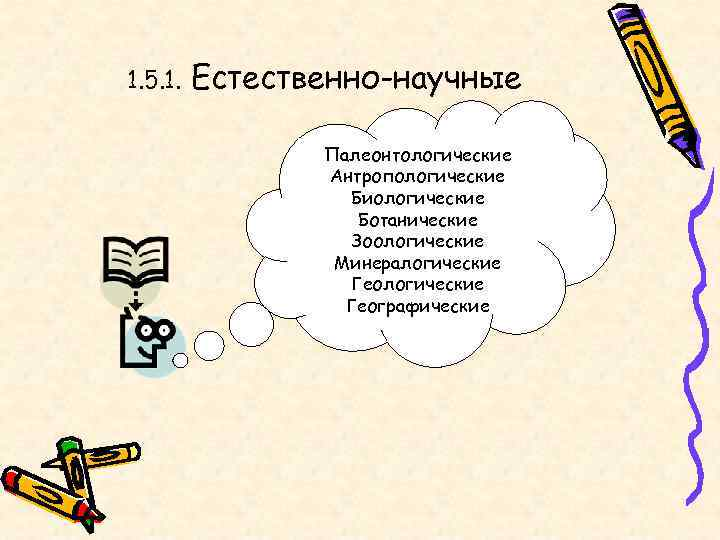 1.5.1. Естественно-научные
Палеонтологические
Антропологические
Биологические
Ботанические
Зоологические
Минералогические
Геологические
Географические